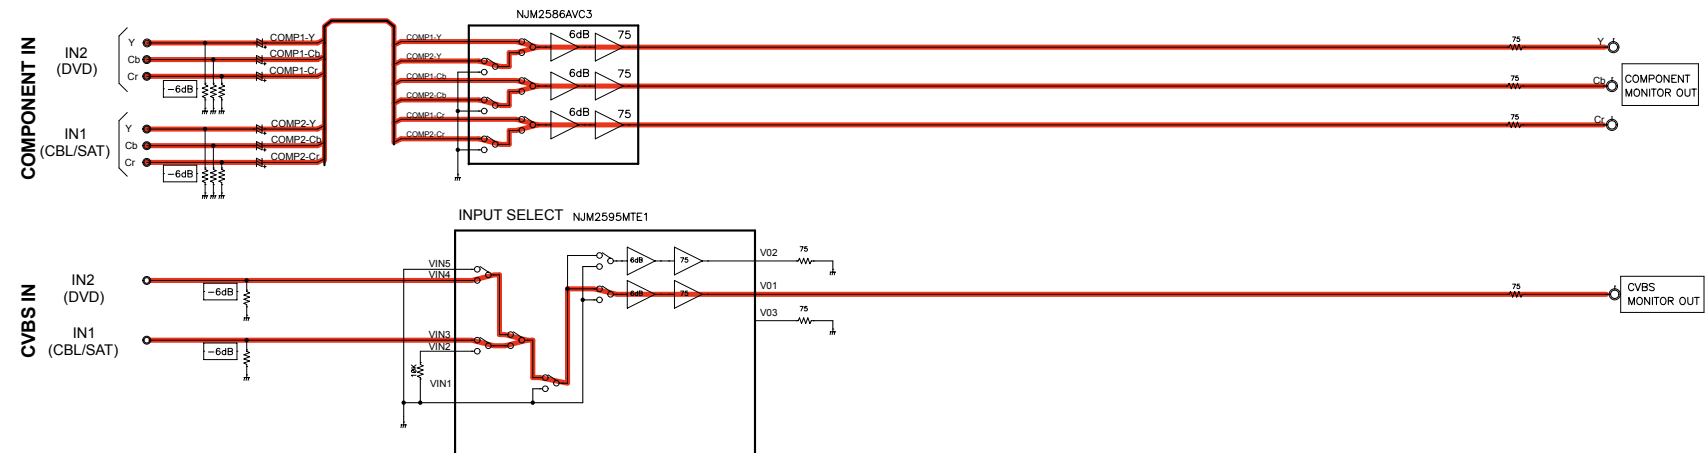 NJM2586AVC3
COMPONENT IN
IN2
(DVD)
Y
Cb
Cr
COMP1-Y
COMP1-Cb
COMP1-Cr
-6dB
IN1
(CBL/SAT)
Y
Cb
Cr
COMP2-Y
COMP2-Cb
COMP2-Cr
-6dB
COMP1-Y
COMP2-Y
COMP1-Cb
COMP2-Cb
COMP1-Cr
COMP2-Cr
6dB 75
6dB 75
6dB 75
75
75
75
Y
Cb
Cr
COMPONENT
MONITOR OUT
INPUT SELECT NJM2595MTE1
CVBS IN
IN2
(DVD)
-6dB
IN1
(CBL/SAT)
-6dB
VIN5
VIN4
VIN3
VIN2
10K
VIN1
6dB 75
6dB 75
V02 75
V01 75
V03 75
CVBS
MONITOR OUT